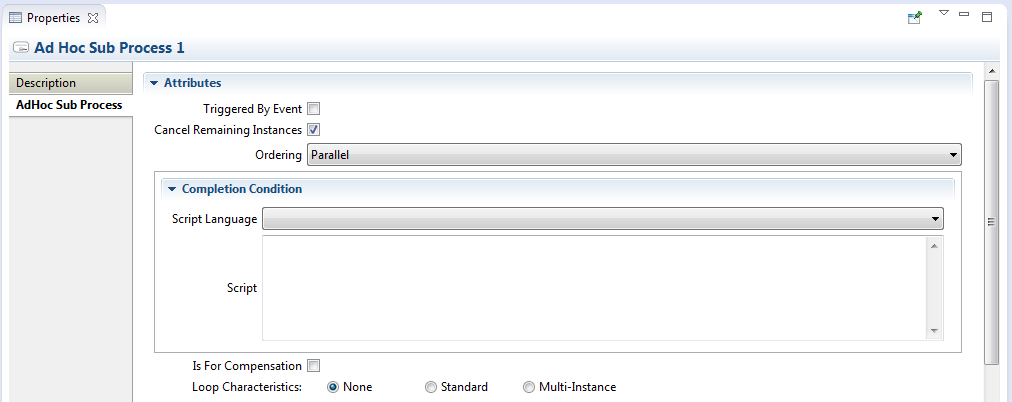 Properties
Ad Hoc Sub Process 1
Description
AdHoc Sub Process
Attributes
Triggered By Event
Cancel Remaining Instances
Ordering Parallel
Completion Condition
Script Language
Script
Is For Compensation
Loop Characteristics: None Standard Multi-Instance